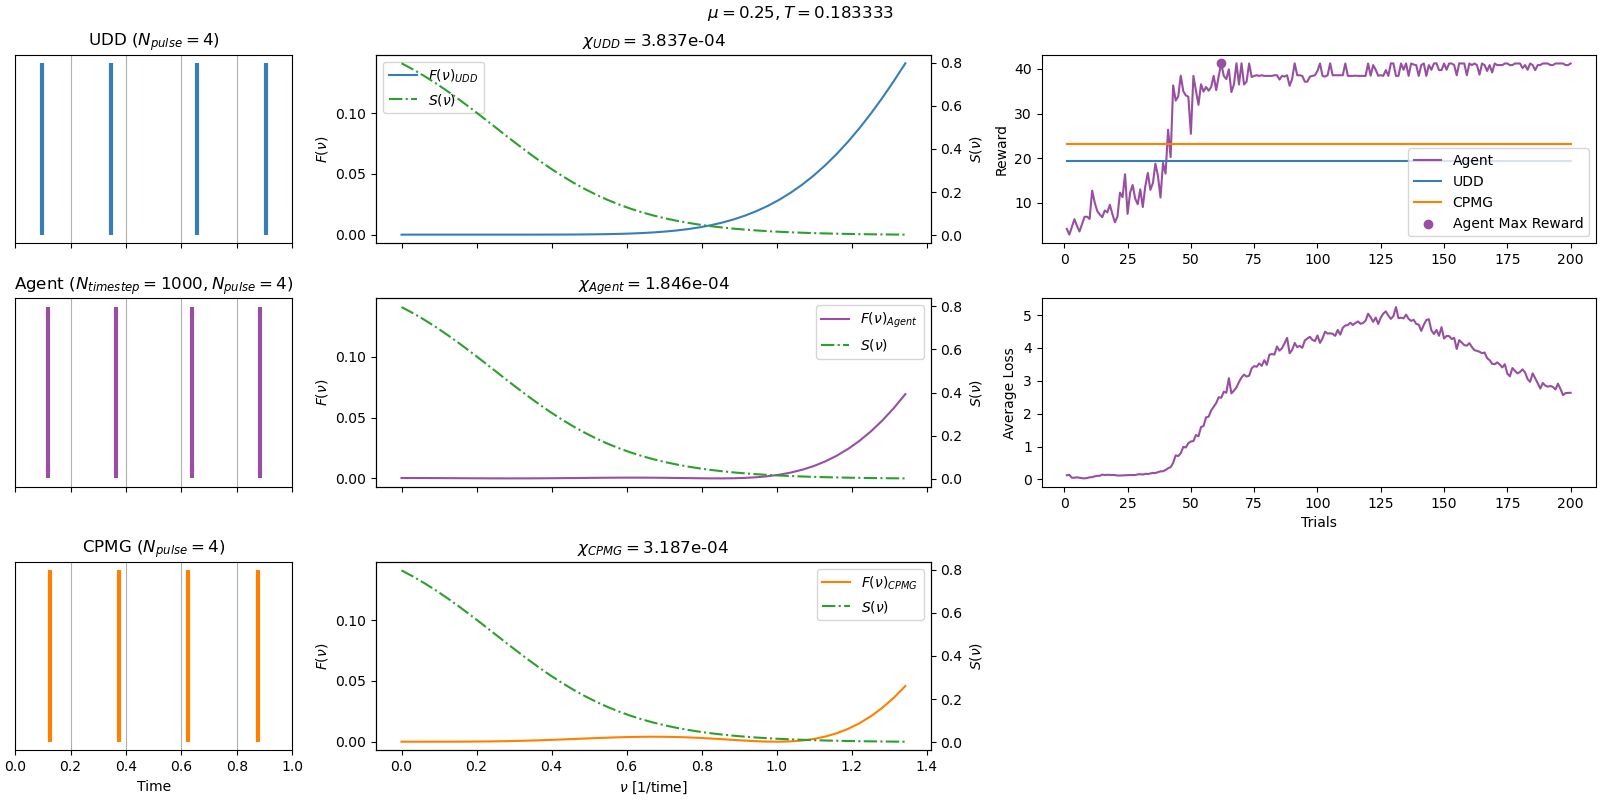 μ = 0.25, T = 0.183333
UDD (N_pulse = 4)
χ_UDD = 3.837e-04
F(ν)
0.10
0.05
0.00
F(ν)_UDD
S(ν)
0.8
0.6
0.4
0.2
0.0
S(ν)
Reward
40
30
20
10
Agent
UDD
CPMG
Agent Max Reward
0 25 50 75 100 125 150 175 200
Agent (N_timestep = 1000, N_pulse = 4)
χ_Agent = 1.846e-04
F(ν)
0.10
0.05
0.00
F(ν)_Agent
S(ν)
0.8
0.6
0.4
0.2
0.0
S(ν)
Average Loss
5
4
3
2
1
0
0 25 50 75 100 125 150 175 200
Trials
CPMG (N_pulse = 4)
0.0 0.2 0.4 0.6 0.8 1.0
Time
χ_CPMG = 3.187e-04
F(ν)
0.10
0.05
0.00
F(ν)_CPMG
S(ν)
0.8
0.6
0.4
0.2
0.0
S(ν)
0.0 0.2 0.4 0.6 0.8 1.0 1.2 1.4
ν [1/time]